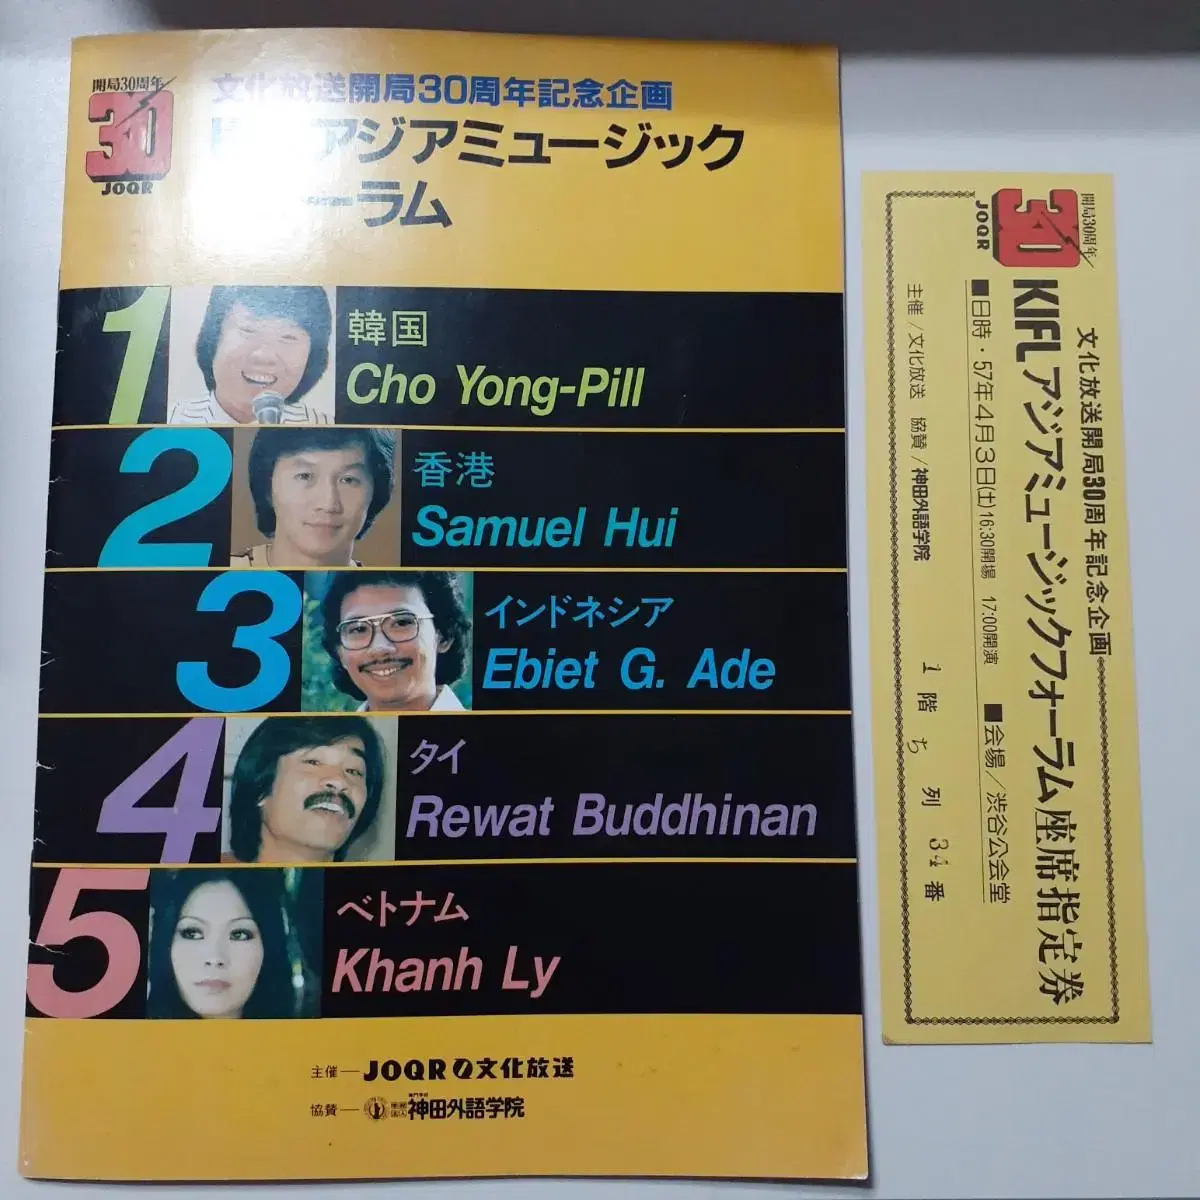 開局30周年
30
JOQR
文化放送開局30周年記念企画
アジアミュージック
ーラム
1
韓国
Cho Yong-Pill
2
香港
Samuel Hui
3
インドネシア
Ebiet G. Ade
4
タイ
Rewat Buddhinan
5
ベトナム
Khanh Ly
主催―JOQR 文化放送
協賛―神田外語学院
開局30周年
30
JOQR
文化放送開局30周年記念企画
KIFLアジアミュージックフォーラム座席指定券
■日時・57年4月3日(土)16:30開場 17:00開演 ■会場/渋谷公会堂
主催/文化放送 協賛/神田外語学院
1階ち列34番